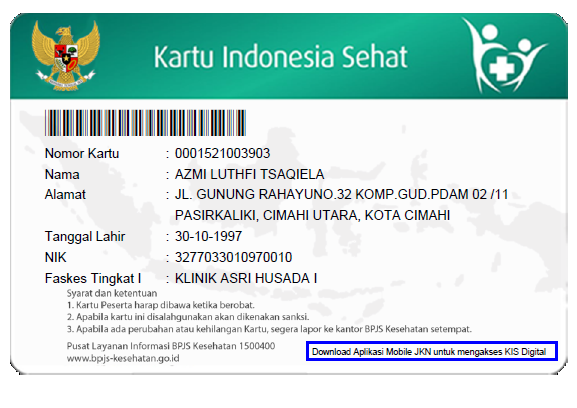 Kartu Indonesia Sehat
Nomor Kartu : 0001521003903
Nama : AZMI LUTHFI TSAQIELA
Alamat : JL. GUNUNG RAHAYUNO.32 KOMP.GUD.PDAM 02 /11
PASIRKALIKI, CIMAHI UTARA, KOTA CIMAHI
Tanggal Lahir : 30-10-1997
NIK : 3277033010970010
Faskes Tingkat I : KLINIK ASRI HUSADA I
Syarat dan ketentuan
1. Kartu Peserta harap dibawa ketika berobat.
2. Apabila kartu ini disalahgunakan akan dikenakan sanksi.
3. Apabila ada perubahan atau kehilangan Kartu, segera lapor ke kantor BPJS Kesehatan setempat.
Pusat Layanan Informasi BPJS Kesehatan 1500400
www.bpjs-kesehatan.go.id
Download Aplikasi Mobile JKN untuk mengakses KIS Digital